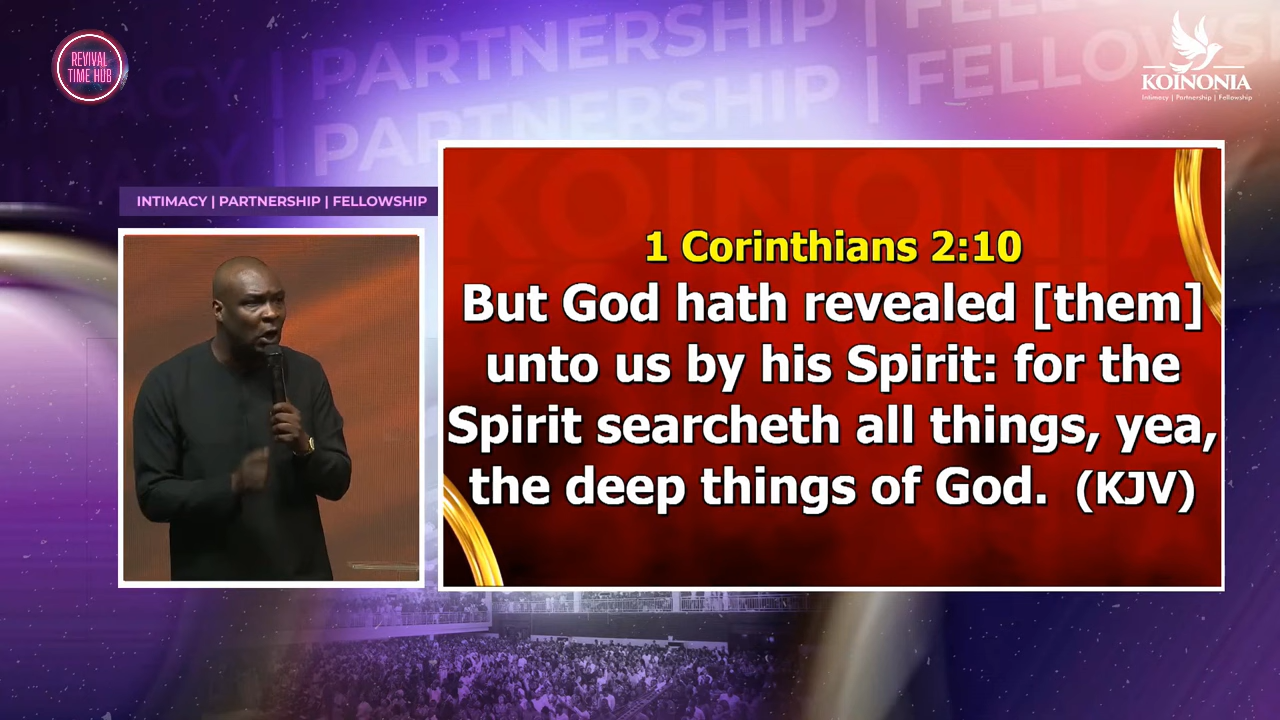 PARTNERSHIP | FELLOWSHIP
PARTNERSHIP | FELLOWSHIP
REVIVAL
TIME HUB
KOINONIA
Intimacy | Partnership | Fellowship
INTIMACY | PARTNERSHIP | FELLOWSHIP
KOINONIA
1 Corinthians 2:10
But God hath revealed [them]
unto us by his Spirit: for the
Spirit searcheth all things, yea,
the deep things of God. (KJV)